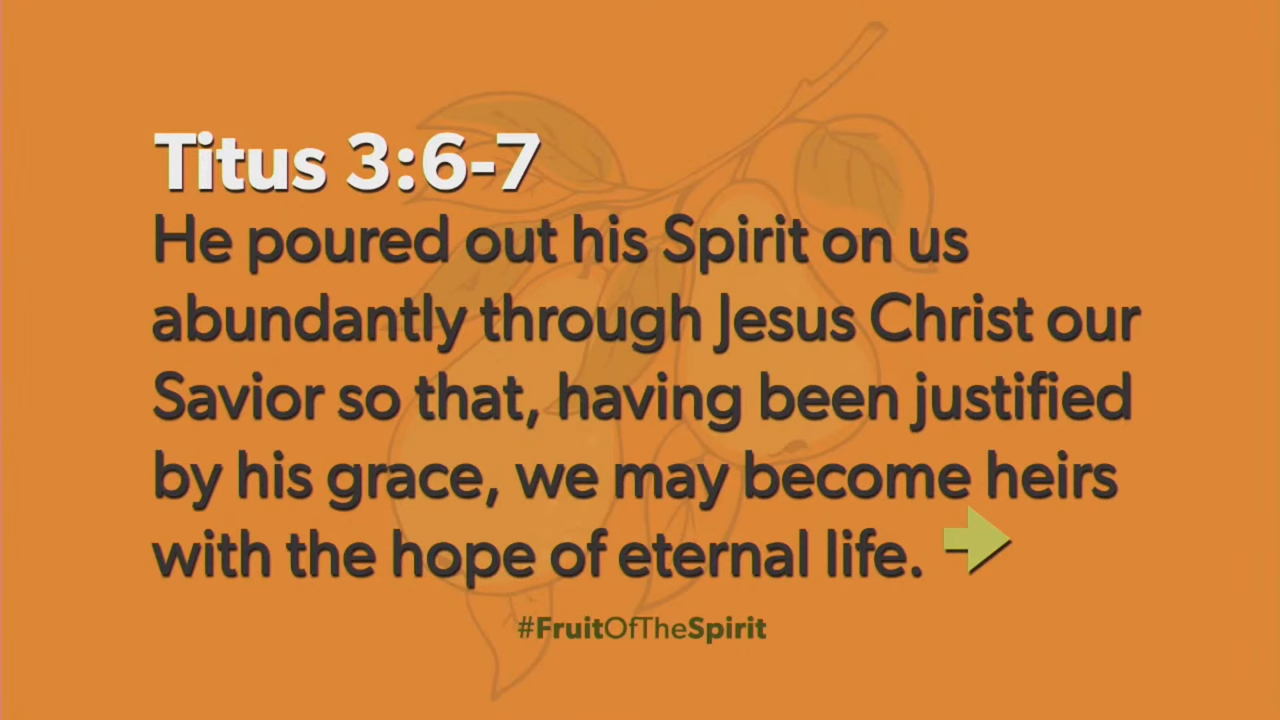 Titus 3:6-7
He poured out his Spirit on us
abundantly through Jesus Christ our
Savior so that, having been justified
by his grace, we may become heirs
with the hope of eternal life.
#FruitOfTheSpirit